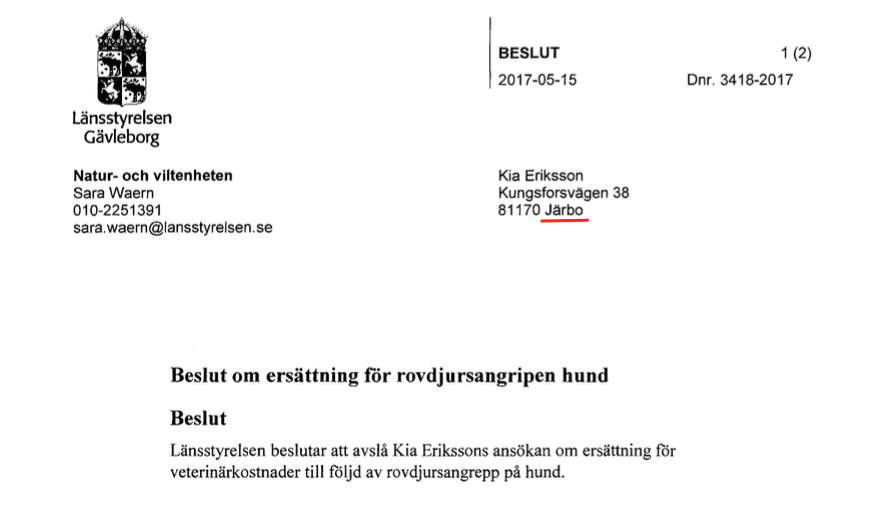 Länsstyrelsen
Gävleborg
BESLUT 1 (2)
2017-05-15 Dnr. 3418-2017
Natur- och viltenheten
Sara Waern
010-2251391
sara.waern@lansstyrelsen.se
Kia Eriksson
Kungsforsvägen 38
81170 Järbo
Beslut om ersättning för rovdjursangripen hund
Beslut
Länsstyrelsen beslutar att avslå Kia Erikssons ansökan om ersättning för
veterinärkostnader till följd av rovdjursangrepp på hund.